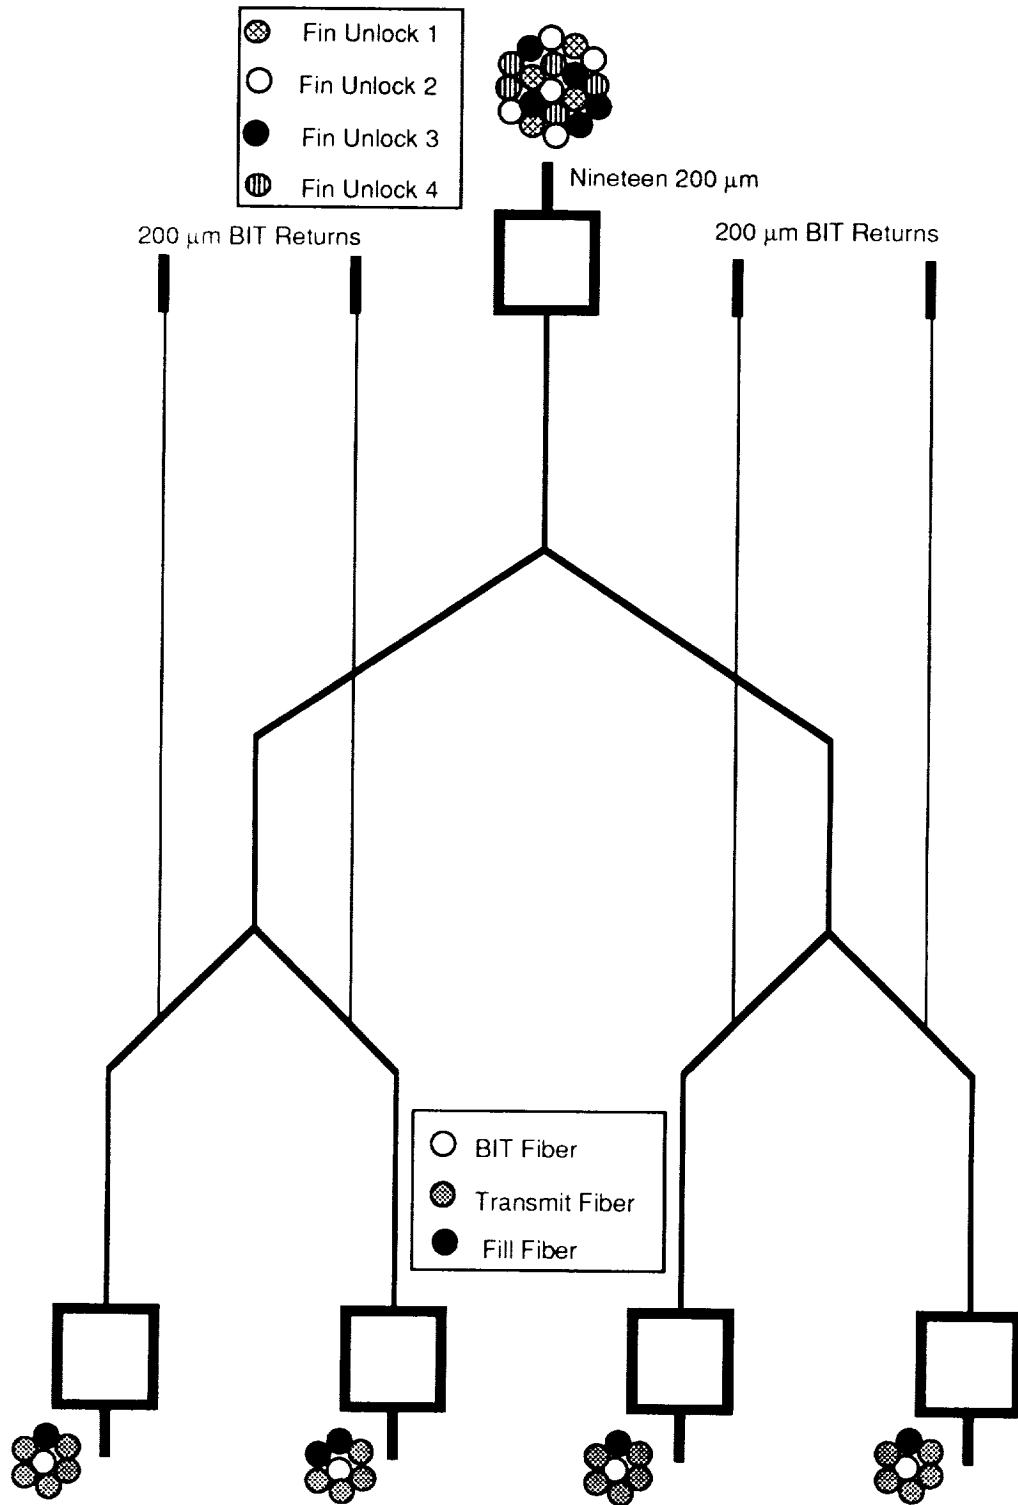 Fin Unlock 1
Fin Unlock 2
Fin Unlock 3
Fin Unlock 4
Nineteen 200 μm
200 μm BIT Returns
200 μm BIT Returns
BIT Fiber
Transmit Fiber
Fill Fiber